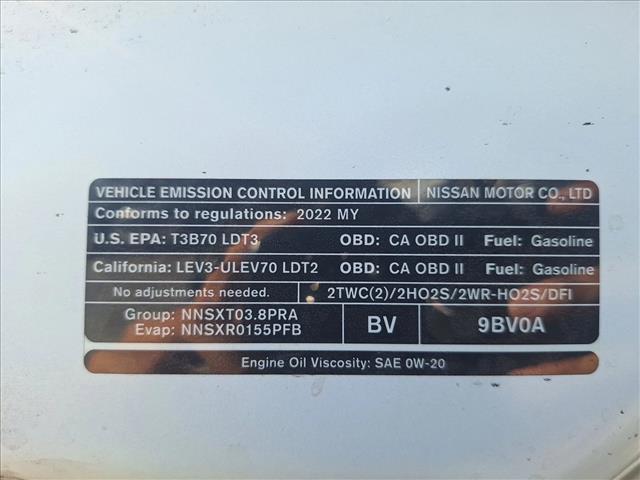 VEHICLE EMISSION CONTROL INFORMATION NISSAN MOTOR CO., LTD
Conforms to regulations: 2022 MY
U.S. EPA: T3B70 LDT3 OBD: CA OBD II Fuel: Gasoline
California: LEV3-ULEV70 LDT2 OBD: CA OBD II Fuel: Gasoline
No adjustments needed. 2TWC(2)/2HO2S/2WR-HO2S/DFI
Group: NNSXT03.8PRA
Evap: NNSXR0155PFB
BV 9BV0A
Engine Oil Viscosity: SAE 0W-20